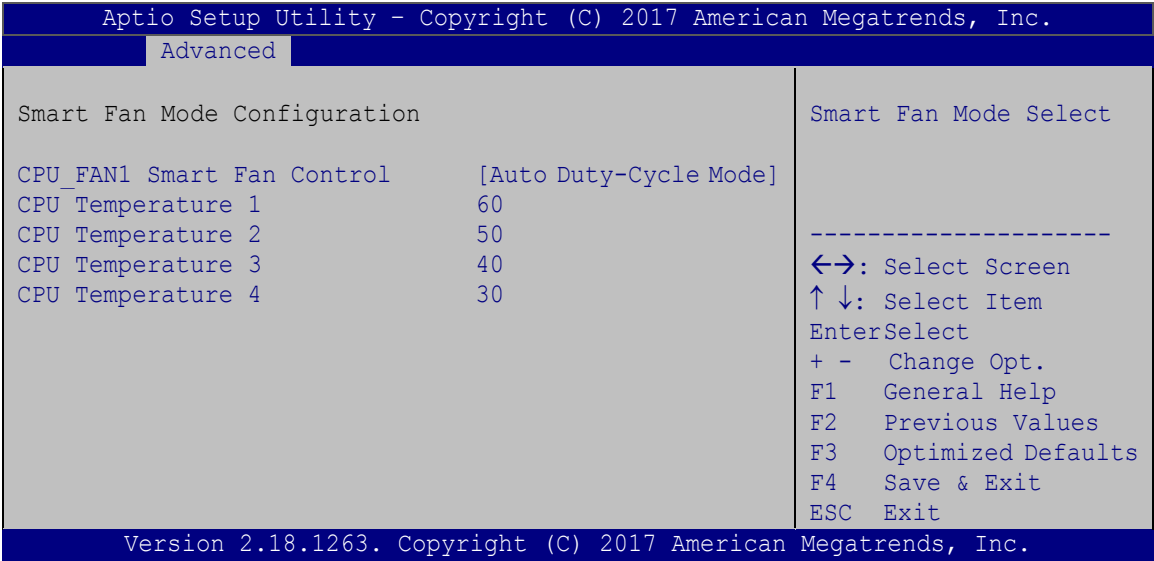 Aptio Setup Utility – Copyright (C) 2017 American Megatrends, Inc.
Advanced
Smart Fan Mode Configuration
CPU_FAN1 Smart Fan Control [Auto Duty-Cycle Mode]
CPU Temperature 1 60
CPU Temperature 2 50
CPU Temperature 3 40
CPU Temperature 4 30
Smart Fan Mode Select
---------------------
←→: Select Screen
↑ ↓: Select Item
EnterSelect
+ - Change Opt.
F1 General Help
F2 Previous Values
F3 Optimized Defaults
F4 Save & Exit
ESC Exit
Version 2.18.1263. Copyright (C) 2017 American Megatrends, Inc.